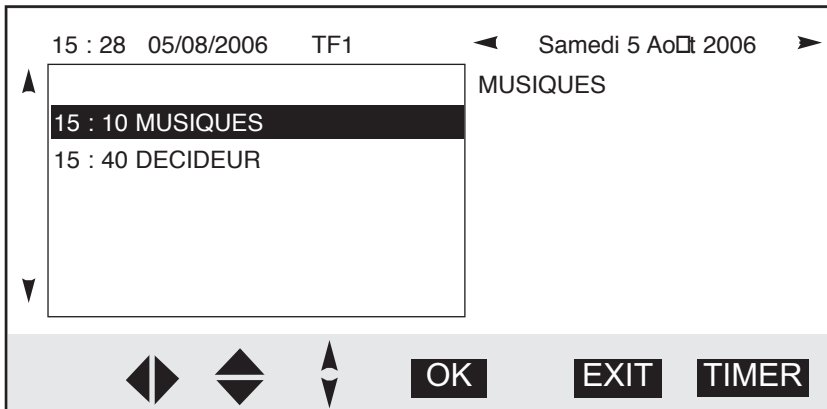 15 : 28 05/08/2006 TF1 Samedi 5 Ao□t 2006
MUSIQUES
15 : 10 MUSIQUES
15 : 40 DECIDEUR
OK EXIT TIMER